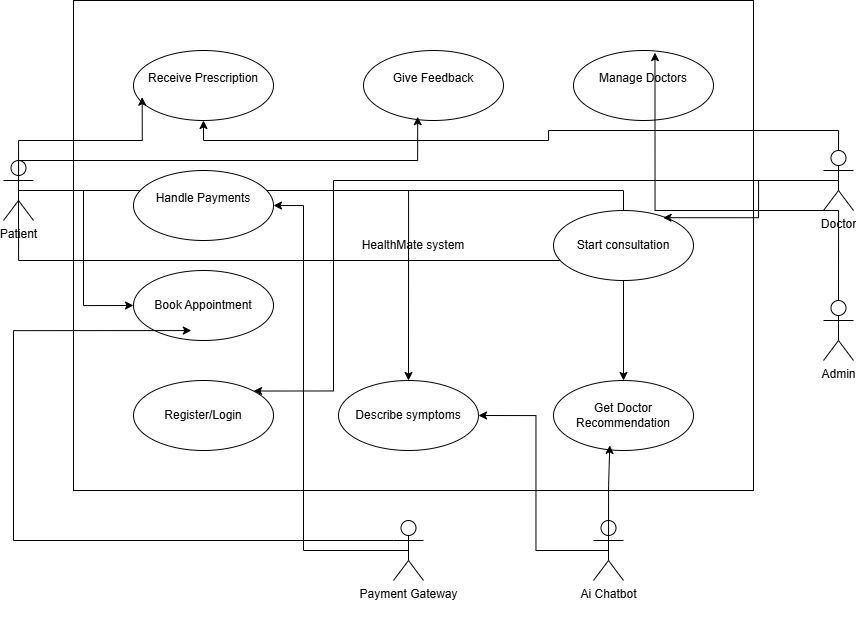 Receive Prescription
Give Feedback
Manage Doctors
Handle Payments
Patient
Doctor
HealthMate system
Start consultation
Book Appointment
Admin
Register/Login
Describe symptoms
Get Doctor
Recommendation
Payment Gateway
Ai Chatbot